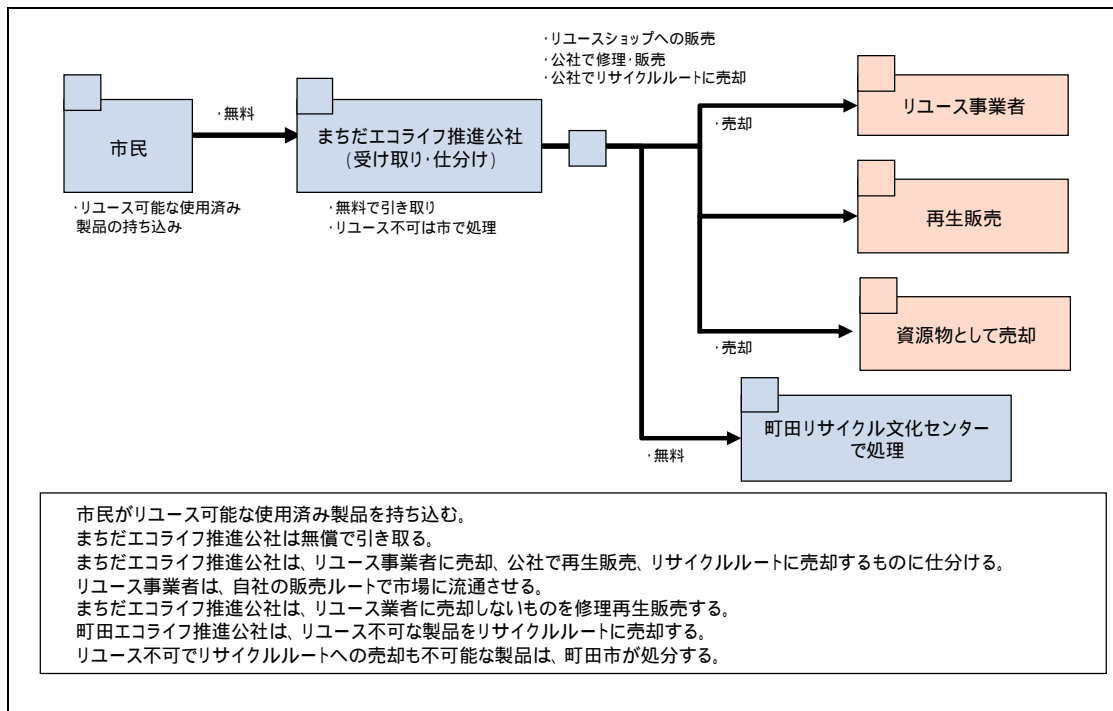 ・リユースショップへの販売
・公社で修理・販売
・公社でリサイクルルートに売却
市民
・無料
まちだエコライフ推進公社
(受け取り・仕分け)
・リユース可能な使用済み
製品の持ち込み
・無料で引き取り
・リユース不可は市で処理
・売却
リユース事業者
再生販売
・売却
資源物として売却
・無料
町田リサイクル文化センター
で処理
市民がリユース可能な使用済み製品を持ち込む。
まちだエコライフ推進公社は無償で引き取る。
まちだエコライフ推進公社は、リユース事業者に売却、公社で再生販売、リサイクルルートに売却するものに仕分ける。
リユース事業者は、自社の販売ルートで市場に流通させる。
まちだエコライフ推進公社は、リユース業者に売却しないものを修理再生販売する。
町田エコライフ推進公社は、リユース不可な製品をリサイクルルートに売却する。
リユース不可でリサイクルルートへの売却も不可能な製品は、町田市が処分する。